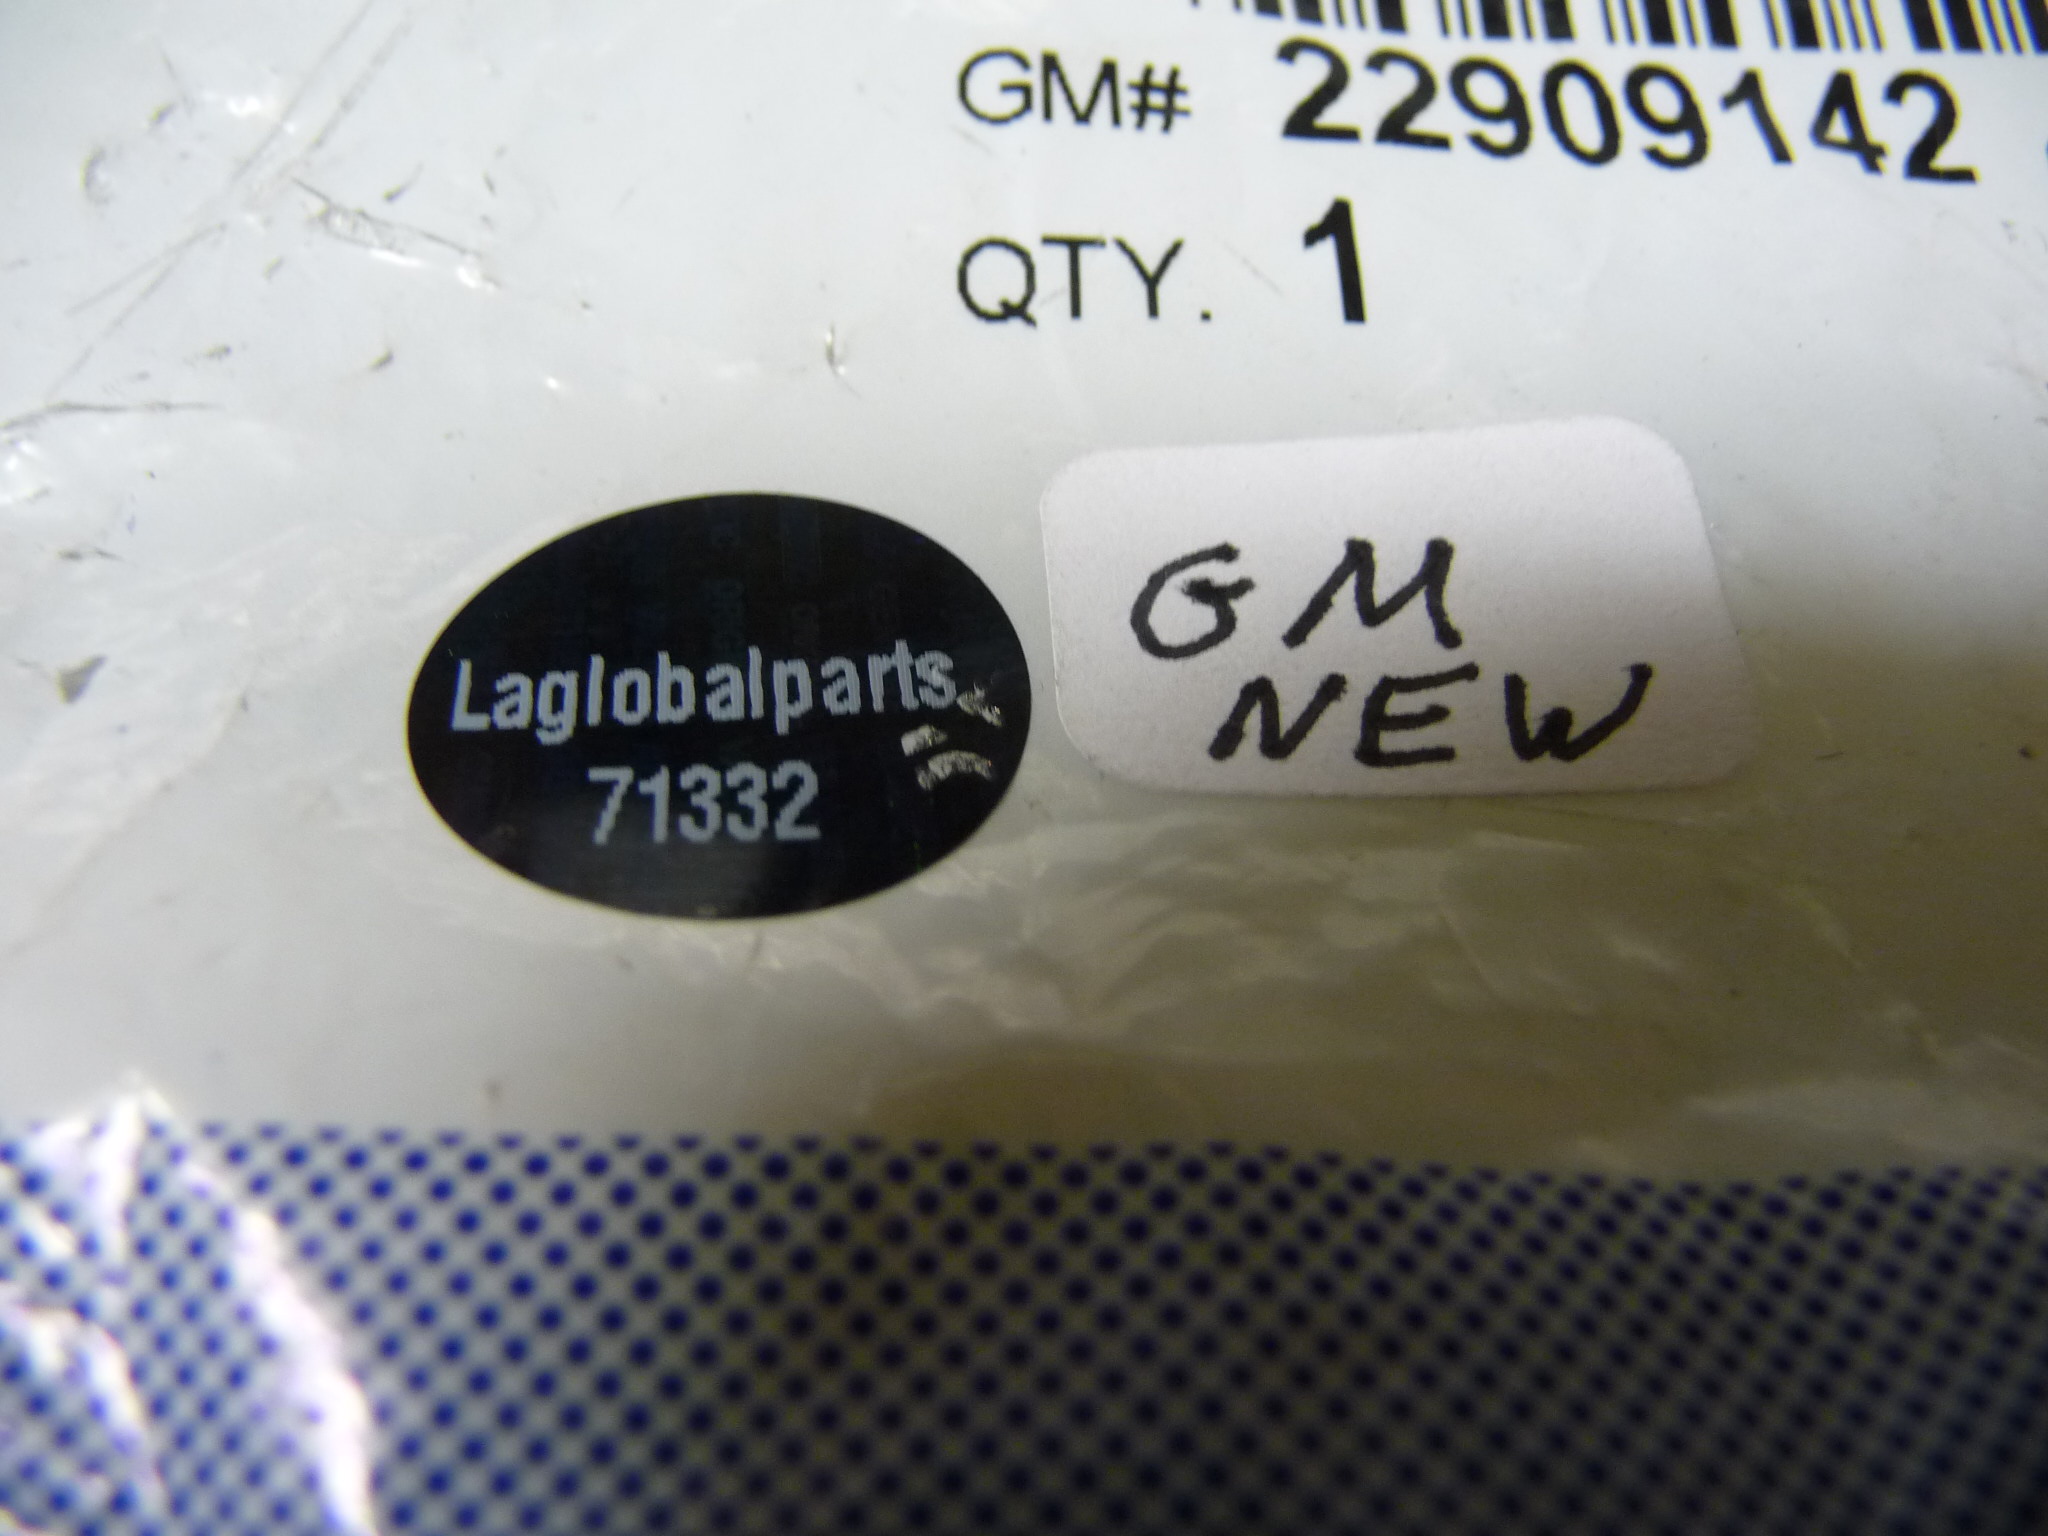 GM# 22909142
QTY. 1
GM
NEW
Laglobalparts
71332